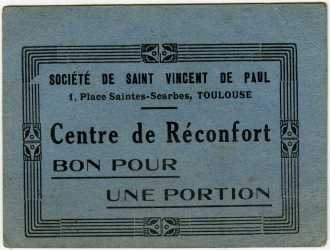 SOCIÉTÉ DE SAINT VINCENT DE PAUL
1, Place Saintes-Scarbes, TOULOUSE
Centre de Réconfort
BON POUR
UNE PORTION